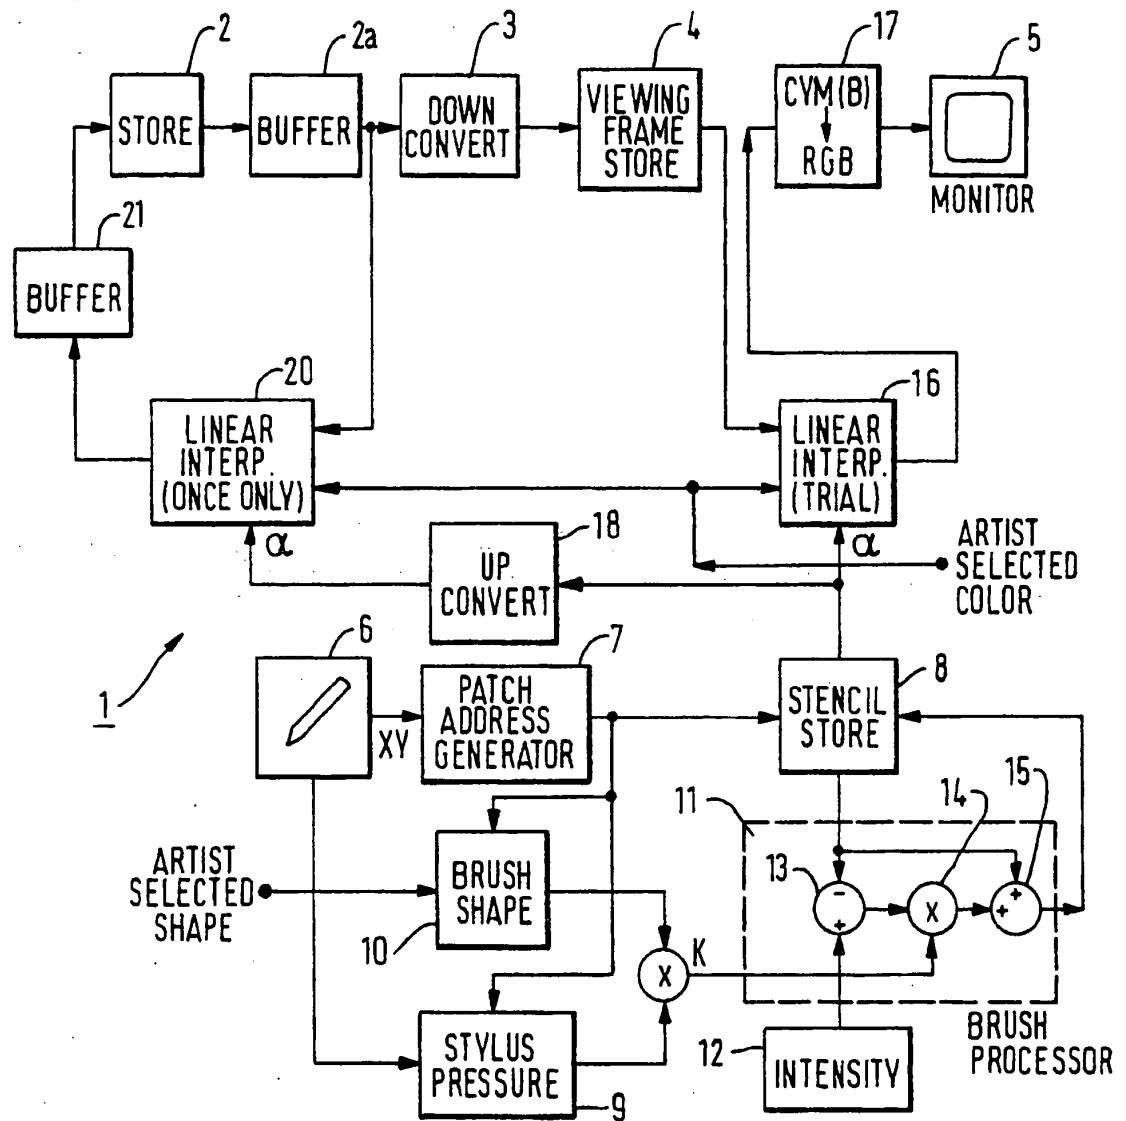 2
2a
3
4
17
5
STORE
BUFFER
DOWN
CONVERT
VIEWING
FRAME
STORE
CYM(B)
RGB
MONITOR
21
BUFFER
20
LINEAR
INTERP.
(ONCE ONLY)
16
LINEAR
INTERP.
(TRIAL)
α
18
UP
CONVERT
α
ARTIST
SELECTED
COLOR
1
6
XY
7
PATCH
ADDRESS
GENERATOR
8
STENCIL
STORE
ARTIST
SELECTED
SHAPE
BRUSH
SHAPE
10
X
K
11
13
14
15
-
+
X
+
+
BRUSH
PROCESSOR
STYLUS
PRESSURE
9
12
INTENSITY